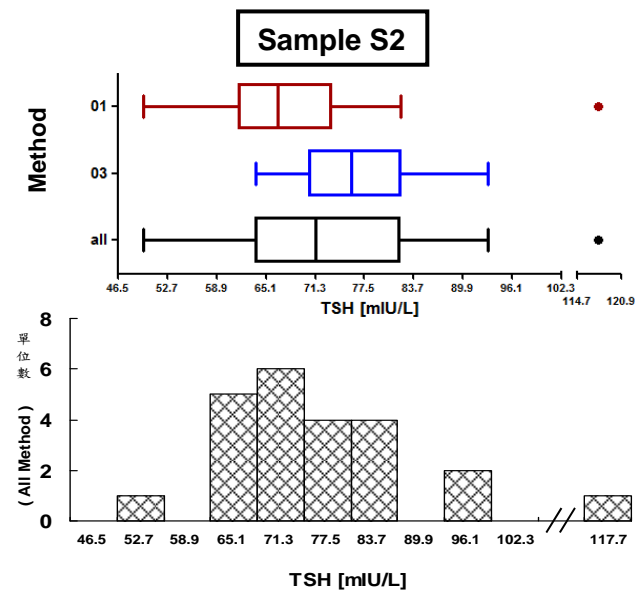 Sample S2
Method
01
03
all
46.5 52.7 58.9 65.1 71.3 77.5 83.7 89.9 96.1 102.3 114.7 120.9
TSH [mIU/L]
單位數
( All Method )
8
6
4
2
0
46.5 52.7 58.9 65.1 71.3 77.5 83.7 89.9 96.1 102.3 117.7
TSH [mIU/L]